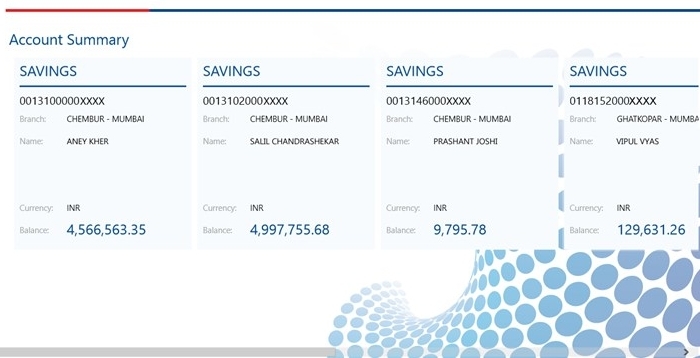 Account Summary
SAVINGS
0013100000XXXX
Branch: CHEMBUR - MUMBAI
Name: ANEY KHER
Currency: INR
Balance: 4,566,563.35
SAVINGS
0013102000XXXX
Branch: CHEMBUR - MUMBAI
Name: SALIL CHANDRASHEKAR
Currency: INR
Balance: 4,997,755.68
SAVINGS
0013146000XXXX
Branch: CHEMBUR - MUMBAI
Name: PRASHANT JOSHI
Currency: INR
Balance: 9,795.78
SAVINGS
0118152000XXXX
Branch: GHATKOPAR - MUMBA
Name: VIPUL VYAS
Currency: INR
Balance: 129,631.26